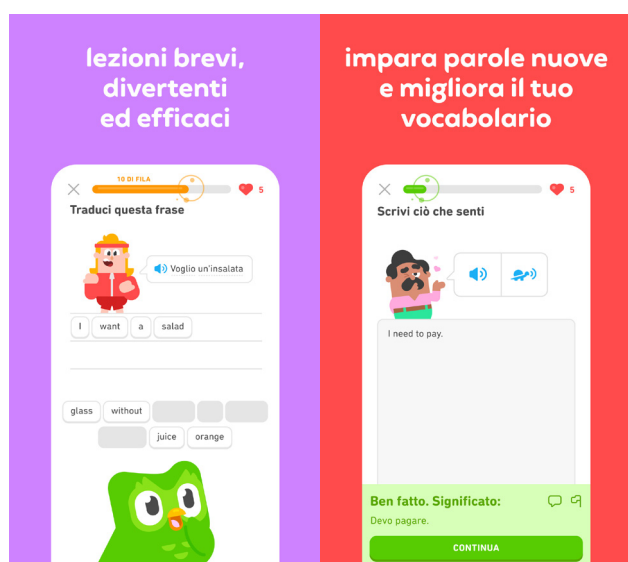 lezioni brevi,
divertenti
ed efficaci
10 DI FILA
5
Traduci questa frase
Voglio un'insalata
I want a salad
glass without
juice orange
impara parole nuove
e migliora il tuo
vocabolario
5
Scrivi ciò che senti
I need to pay.
Ben fatto. Significato:
Devo pagare.
CONTINUA